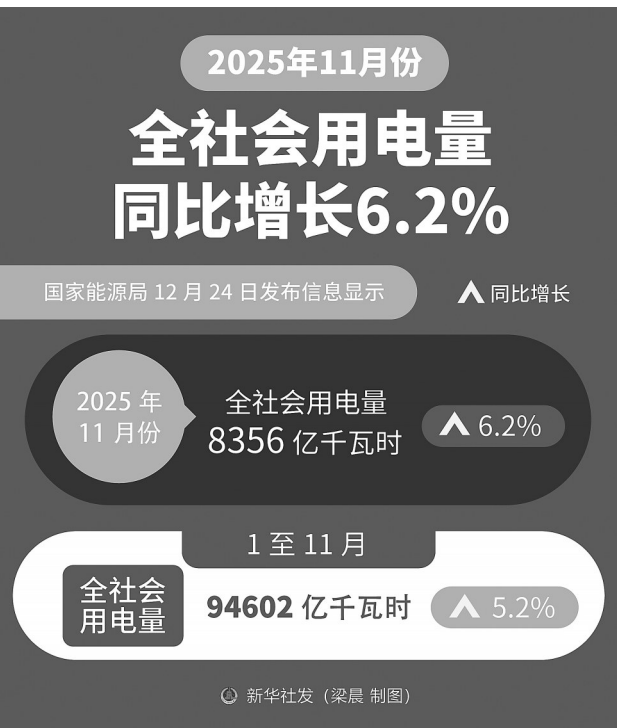 2025年11月份
全社会用电量
同比增长6.2%
国家能源局 12 月 24 日发布信息显示
同比增长
2025 年
11 月份
全社会用电量
8356 亿千瓦时
6.2%
1 至 11 月
全社会
用电量
94602 亿千瓦时
5.2%
新华社发（梁晨 制图）